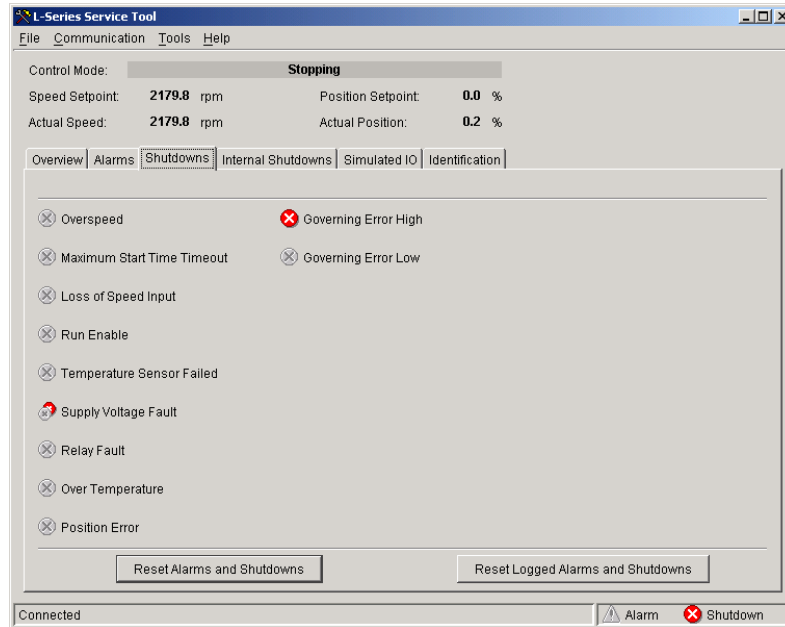 L-Series Service Tool
File Communication Tools Help
Control Mode: Stopping
Speed Setpoint: 2179.8 rpm Position Setpoint: 0.0 %
Actual Speed: 2179.8 rpm Actual Position: 0.2 %
Overview Alarms Shutdowns Internal Shutdowns Simulated IO Identification
Overspeed Governing Error High
Maximum Start Time Timeout Governing Error Low
Loss of Speed Input
Run Enable
Temperature Sensor Failed
Supply Voltage Fault
Relay Fault
Over Temperature
Position Error
Reset Alarms and Shutdowns Reset Logged Alarms and Shutdowns
Connected Alarm Shutdown